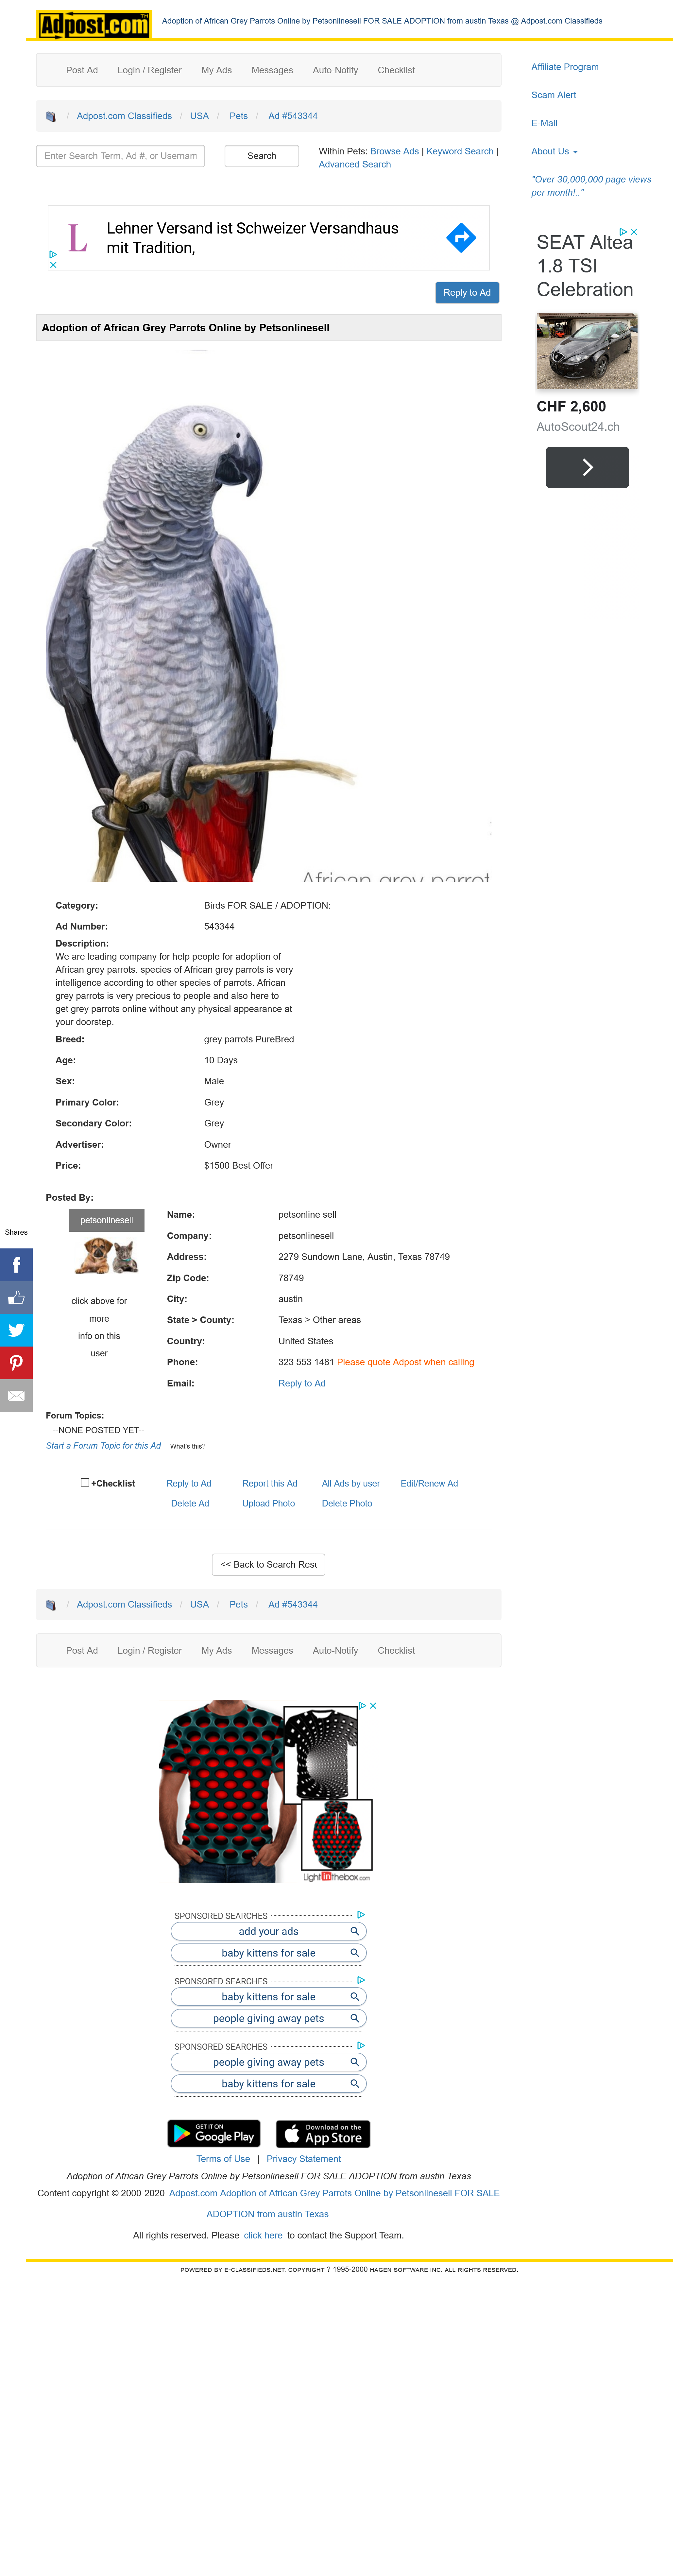 Adpost.com™
Adoption of African Grey Parrots Online by Petsonlinesell FOR SALE ADOPTION from austin Texas @ Adpost.com Classifieds
Post Ad Login / Register My Ads Messages Auto-Notify Checklist
/ Adpost.com Classifieds / USA / Pets / Ad #543344
Enter Search Term, Ad #, or Usernam
Search
Within Pets: Browse Ads | Keyword Search |
Advanced Search
Affiliate Program
Scam Alert
E-Mail
About Us
"Over 30,000,000 page views
per month!.."
L
Lehner Versand ist Schweizer Versandhaus
mit Tradition,
Reply to Ad
SEAT Altea
1.8 TSI
Celebration
CHF 2,600
AutoScout24.ch
Adoption of African Grey Parrots Online by Petsonlinesell
African grey parrot
Category: Birds FOR SALE / ADOPTION:
Ad Number: 543344
Description:
We are leading company for help people for adoption of
African grey parrots. species of African grey parrots is very
intelligence according to other species of parrots. African
grey parrots is very precious to people and also here to
get grey parrots online without any physical appearance at
your doorstep.
Breed: grey parrots PureBred
Age: 10 Days
Sex: Male
Primary Color: Grey
Secondary Color: Grey
Advertiser: Owner
Price: $1500 Best Offer
Posted By:
petsonlinesell
click above for
more
info on this
user
Name: petsonline sell
Company: petsonlinesell
Address: 2279 Sundown Lane, Austin, Texas 78749
Zip Code: 78749
City: austin
State > County: Texas > Other areas
Country: United States
Phone: 323 553 1481 Please quote Adpost when calling
Email: Reply to Ad
Shares
Forum Topics:
--NONE POSTED YET--
Start a Forum Topic for this Ad What's this?
+Checklist Reply to Ad Report this Ad All Ads by user Edit/Renew Ad
Delete Ad Upload Photo Delete Photo
<< Back to Search Resu
/ Adpost.com Classifieds / USA / Pets / Ad #543344
Post Ad Login / Register My Ads Messages Auto-Notify Checklist
Lightinthebox.com
SPONSORED SEARCHES
add your ads
baby kittens for sale
SPONSORED SEARCHES
baby kittens for sale
people giving away pets
SPONSORED SEARCHES
people giving away pets
baby kittens for sale
GET IT ON
Google Play
Download on the
App Store
Terms of Use | Privacy Statement
Adoption of African Grey Parrots Online by Petsonlinesell FOR SALE ADOPTION from austin Texas
Content copyright © 2000-2020 Adpost.com Adoption of African Grey Parrots Online by Petsonlinesell FOR SALE
ADOPTION from austin Texas
All rights reserved. Please click here to contact the Support Team.
POWERED BY E-CLASSIFIEDS.NET. COPYRIGHT ? 1995-2000 HAGEN SOFTWARE INC. ALL RIGHTS RESERVED.